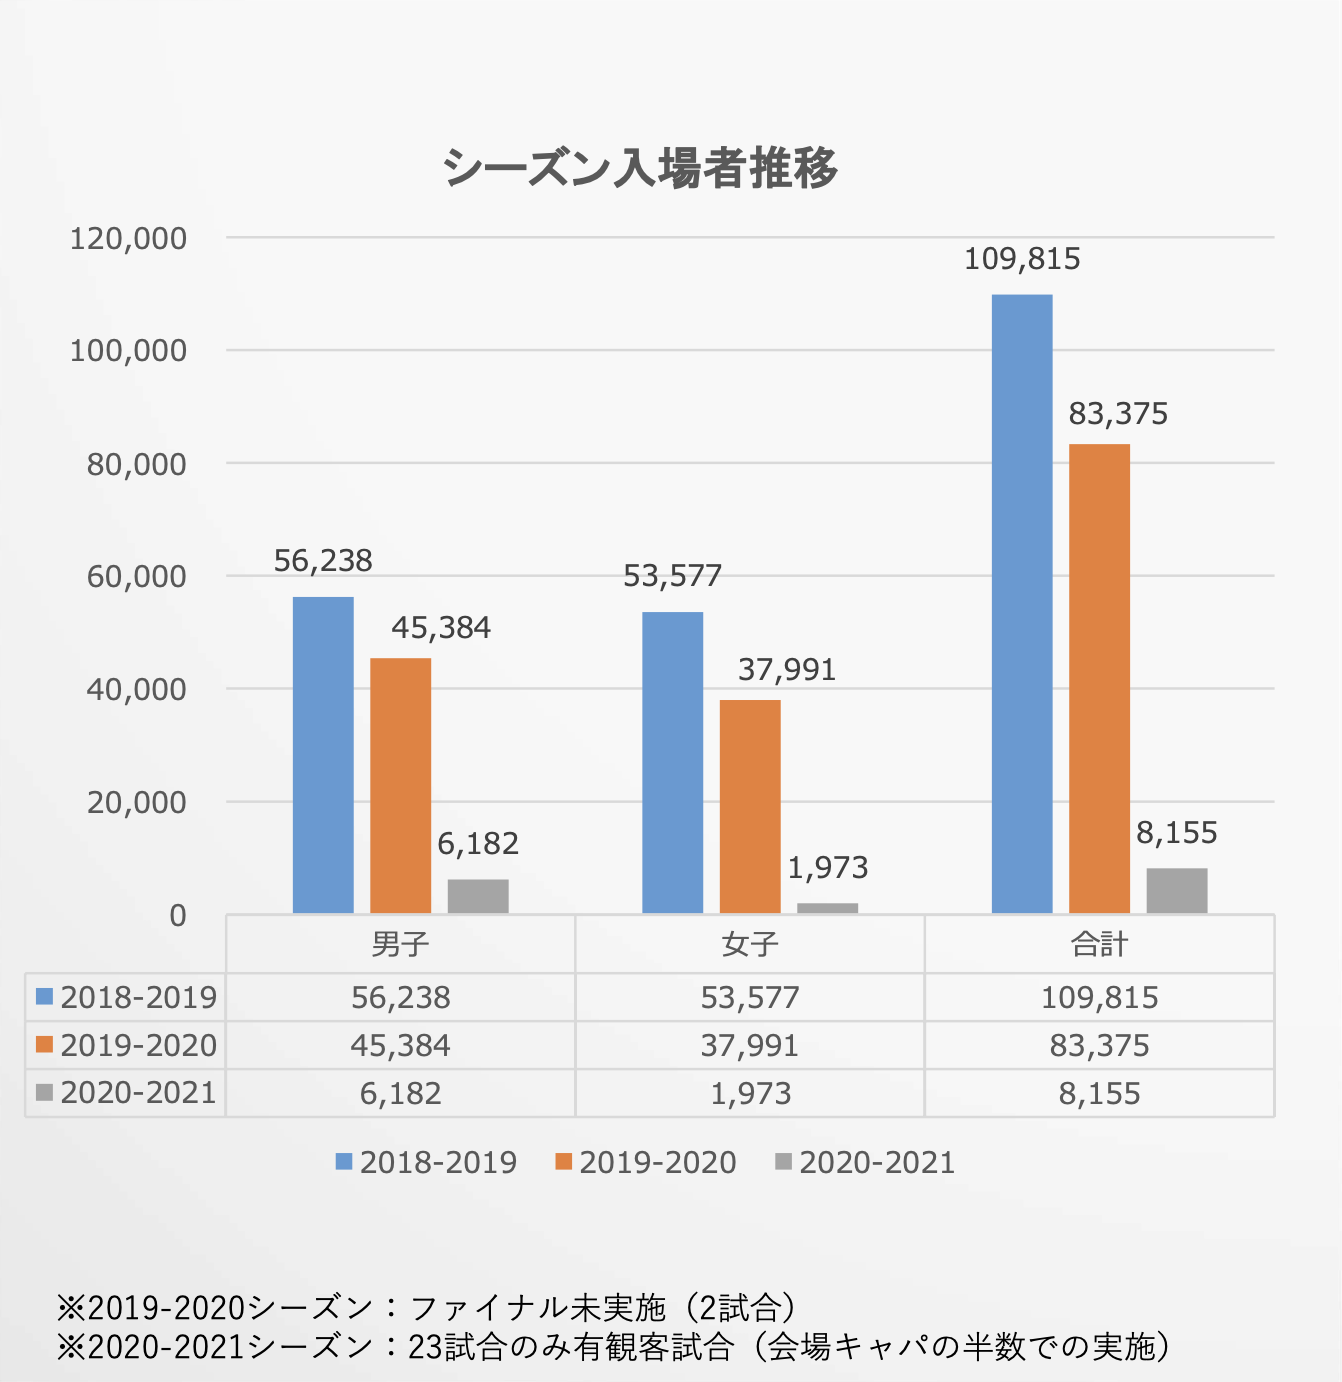 シーズン入場者推移
120,000
100,000
80,000
60,000
40,000
20,000
0
56,238
45,384
6,182
53,577
37,991
1,973
109,815
83,375
8,155
男子 女子 合計
2018-2019 56,238 53,577 109,815
2019-2020 45,384 37,991 83,375
2020-2021 6,182 1,973 8,155
2018-2019 2019-2020 2020-2021
※2019-2020シーズン：ファイナル未実施（2試合）
※2020-2021シーズン：23試合のみ有観客試合（会場キャパの半数での実施）